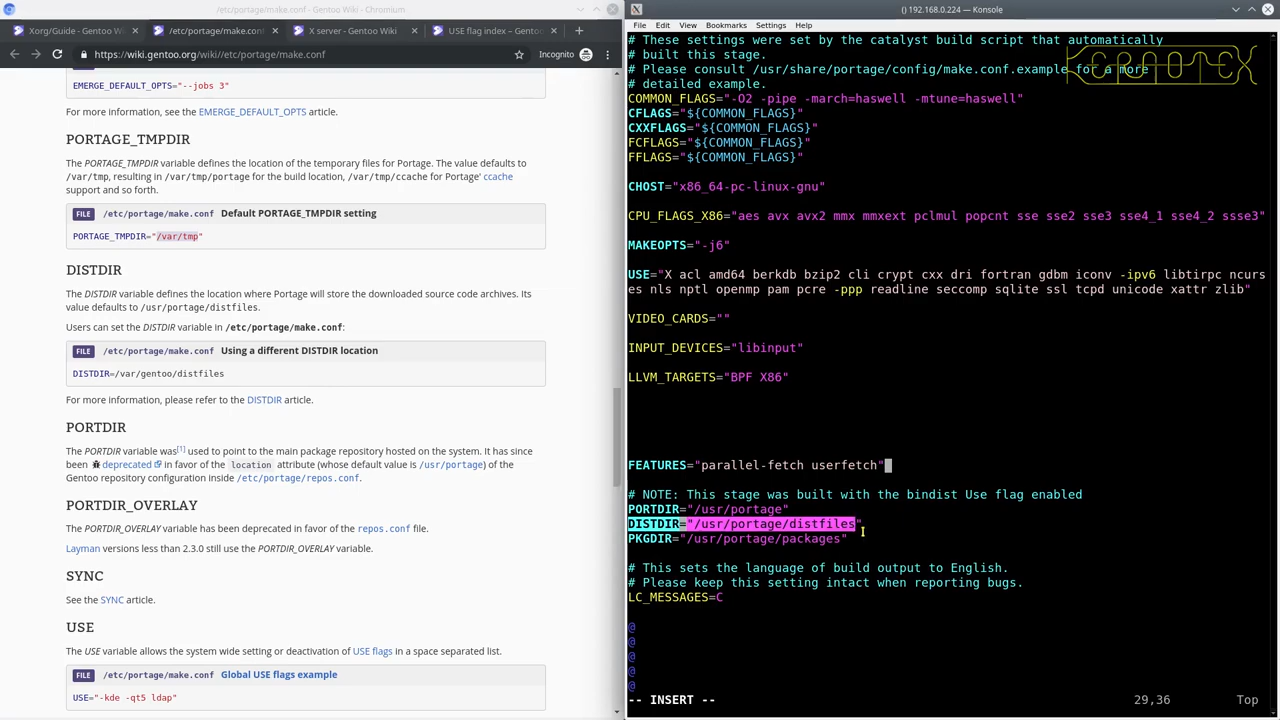 /etc/portage/make.conf - Gentoo Wiki - Chromium
Xorg/Guide - Gentoo Wi
/etc/portage/make.conf
X server - Gentoo Wiki
USE flag index – Gentoo
https://wiki.gentoo.org/wiki/etc/portage/make.conf
Incognito
EMERGE_DEFAULT_OPTS="--jobs 3"
For more information, see the EMERGE_DEFAULT_OPTS article.
PORTAGE_TMPDIR
The PORTAGE_TMPDIR variable defines the location of the temporary files for Portage. The value defaults to
/var/tmp, resulting in /var/tmp/portage for the build location, /var/tmp/ccache for Portage' ccache
support and so forth.
FILE /etc/portage/make.conf Default PORTAGE_TMPDIR setting
PORTAGE_TMPDIR="/var/tmp"
DISTDIR
The DISTDIR variable defines the location where Portage will store the downloaded source code archives. Its
value defaults to /usr/portage/distfiles.
Users can set the DISTDIR variable in /etc/portage/make.conf:
FILE /etc/portage/make.conf Using a different DISTDIR location
DISTDIR=/var/gentoo/distfiles
For more information, please refer to the DISTDIR article.
PORTDIR
The PORTDIR variable was[1] used to point to the main package repository hosted on the system. It has since
been deprecated in favor of the location attribute (whose default value is /usr/portage) of the
Gentoo repository configuration inside /etc/portage/repos.conf.
PORTDIR_OVERLAY
The PORTDIR_OVERLAY variable has been deprecated in favor of the repos.conf file.
Layman versions less than 2.3.0 still use the PORTDIR_OVERLAY variable.
SYNC
See the SYNC article.
USE
The USE variable allows the system wide setting or deactivation of USE flags in a space separated list.
FILE /etc/portage/make.conf Global USE flags example
USE="-kde -qt5 ldap"
() 192.168.0.224 — Konsole
File Edit View Bookmarks Settings Help
KERNOTEX
# These settings were set by the catalyst build script that automatically
# built this stage.
# Please consult /usr/share/portage/config/make.conf.example for a more
# detailed example.
COMMON_FLAGS="-O2 -pipe -march=haswell -mtune=haswell"
CFLAGS="${COMMON_FLAGS}"
CXXFLAGS="${COMMON_FLAGS}"
FCFLAGS="${COMMON_FLAGS}"
FFLAGS="${COMMON_FLAGS}"
CHOST="x86_64-pc-linux-gnu"
CPU_FLAGS_X86="aes avx avx2 mmx mmxext pclmul popcnt sse sse2 sse3 sse4_1 sse4_2 ssse3"
MAKEOPTS="-j6"
USE="X acl amd64 berkdb bzip2 cli crypt cxx dri fortran gdbm iconv -ipv6 libtirpc ncurs
es nls nptl openmp pam pcre -ppp readline seccomp sqlite ssl tcpd unicode xattr zlib"
VIDEO_CARDS=""
INPUT_DEVICES="libinput"
LLVM_TARGETS="BPF X86"
FEATURES="parallel-fetch userfetch"
# NOTE: This stage was built with the bindist Use flag enabled
PORTDIR="/usr/portage"
DISTDIR="/usr/portage/distfiles"
PKGDIR="/usr/portage/packages"
# This sets the language of build output to English.
# Please keep this setting intact when reporting bugs.
LC_MESSAGES=C
@
@
@
@
@
-- INSERT -- 29,36 Top